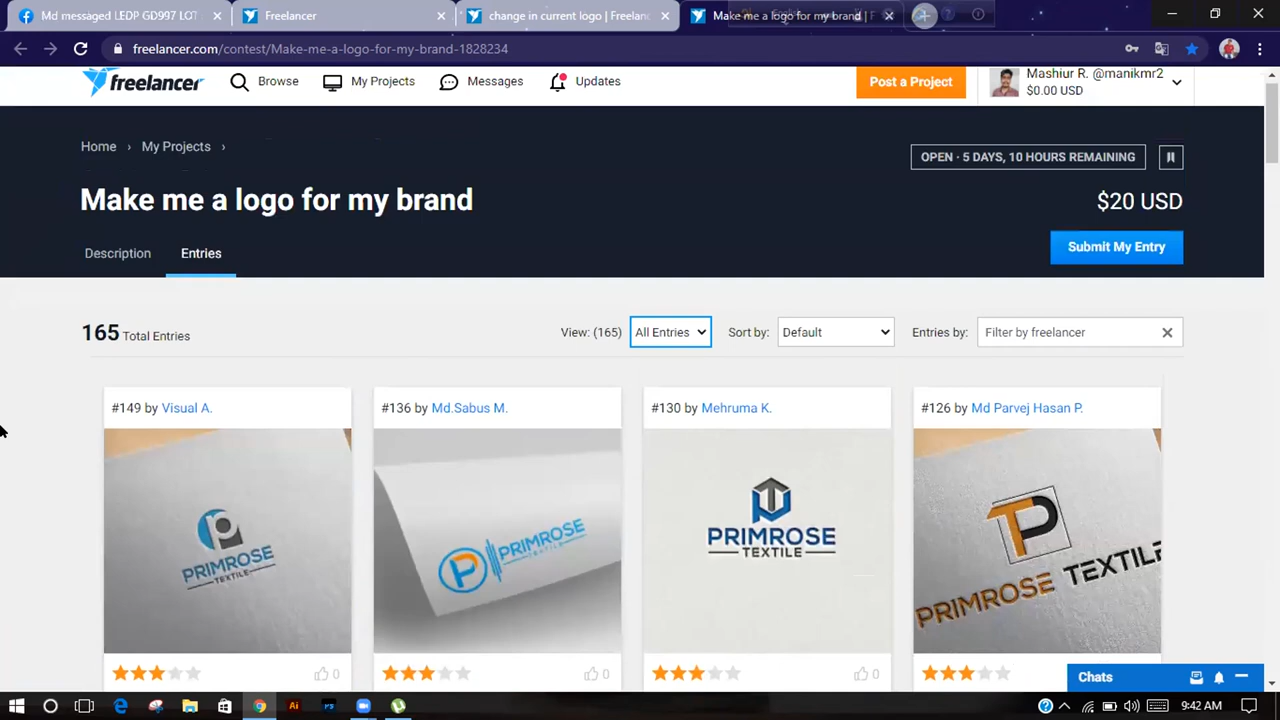 Md messaged LEDP GD997 LOT
Freelancer
change in current logo | Freelanc
Make me a logo for my brand | F
freelancer.com/contest/Make-me-a-logo-for-my-brand-1828234
freelancer
Browse
My Projects
Messages
Updates
Post a Project
Mashiur R. @manikmr2
$0.00 USD
Home › My Projects ›
OPEN · 5 DAYS, 10 HOURS REMAINING
Make me a logo for my brand
$20 USD
Description
Entries
Submit My Entry
165 Total Entries
View: (165)
All Entries
Sort by:
Default
Entries by:
Filter by freelancer
#149 by Visual A.
#136 by Md.Sabus M.
#130 by Mehruma K.
#126 by Md Parvej Hasan P.
PRIMROSE
TEXTILE
PRIMROSE
TEXTILE
PRIMROSE
TEXTILE
PRIMROSE TEXTILE
0
0
0
Chats
9:42 AM